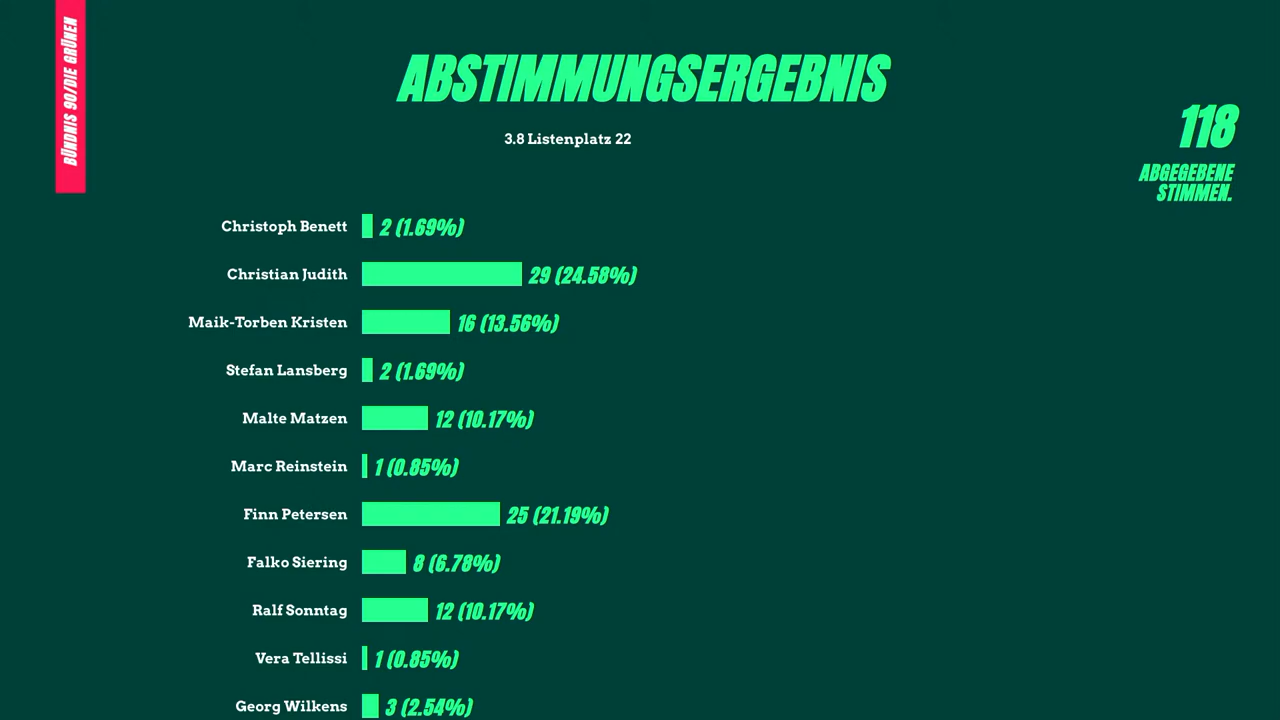 BÜNDNIS 90/DIE GRÜNEN
ABSTIMMUNGSERGEBNIS
3.8 Listenplatz 22
118
ABGEGEBENE
STIMMEN.
Christoph Benett 2 (1.69%)
Christian Judith 29 (24.58%)
Maik-Torben Kristen 16 (13.56%)
Stefan Lansberg 2 (1.69%)
Malte Matzen 12 (10.17%)
Marc Reinstein 1 (0.85%)
Finn Petersen 25 (21.19%)
Falko Siering 8 (6.78%)
Ralf Sonntag 12 (10.17%)
Vera Tellissi 1 (0.85%)
Georg Wilkens 3 (2.54%)